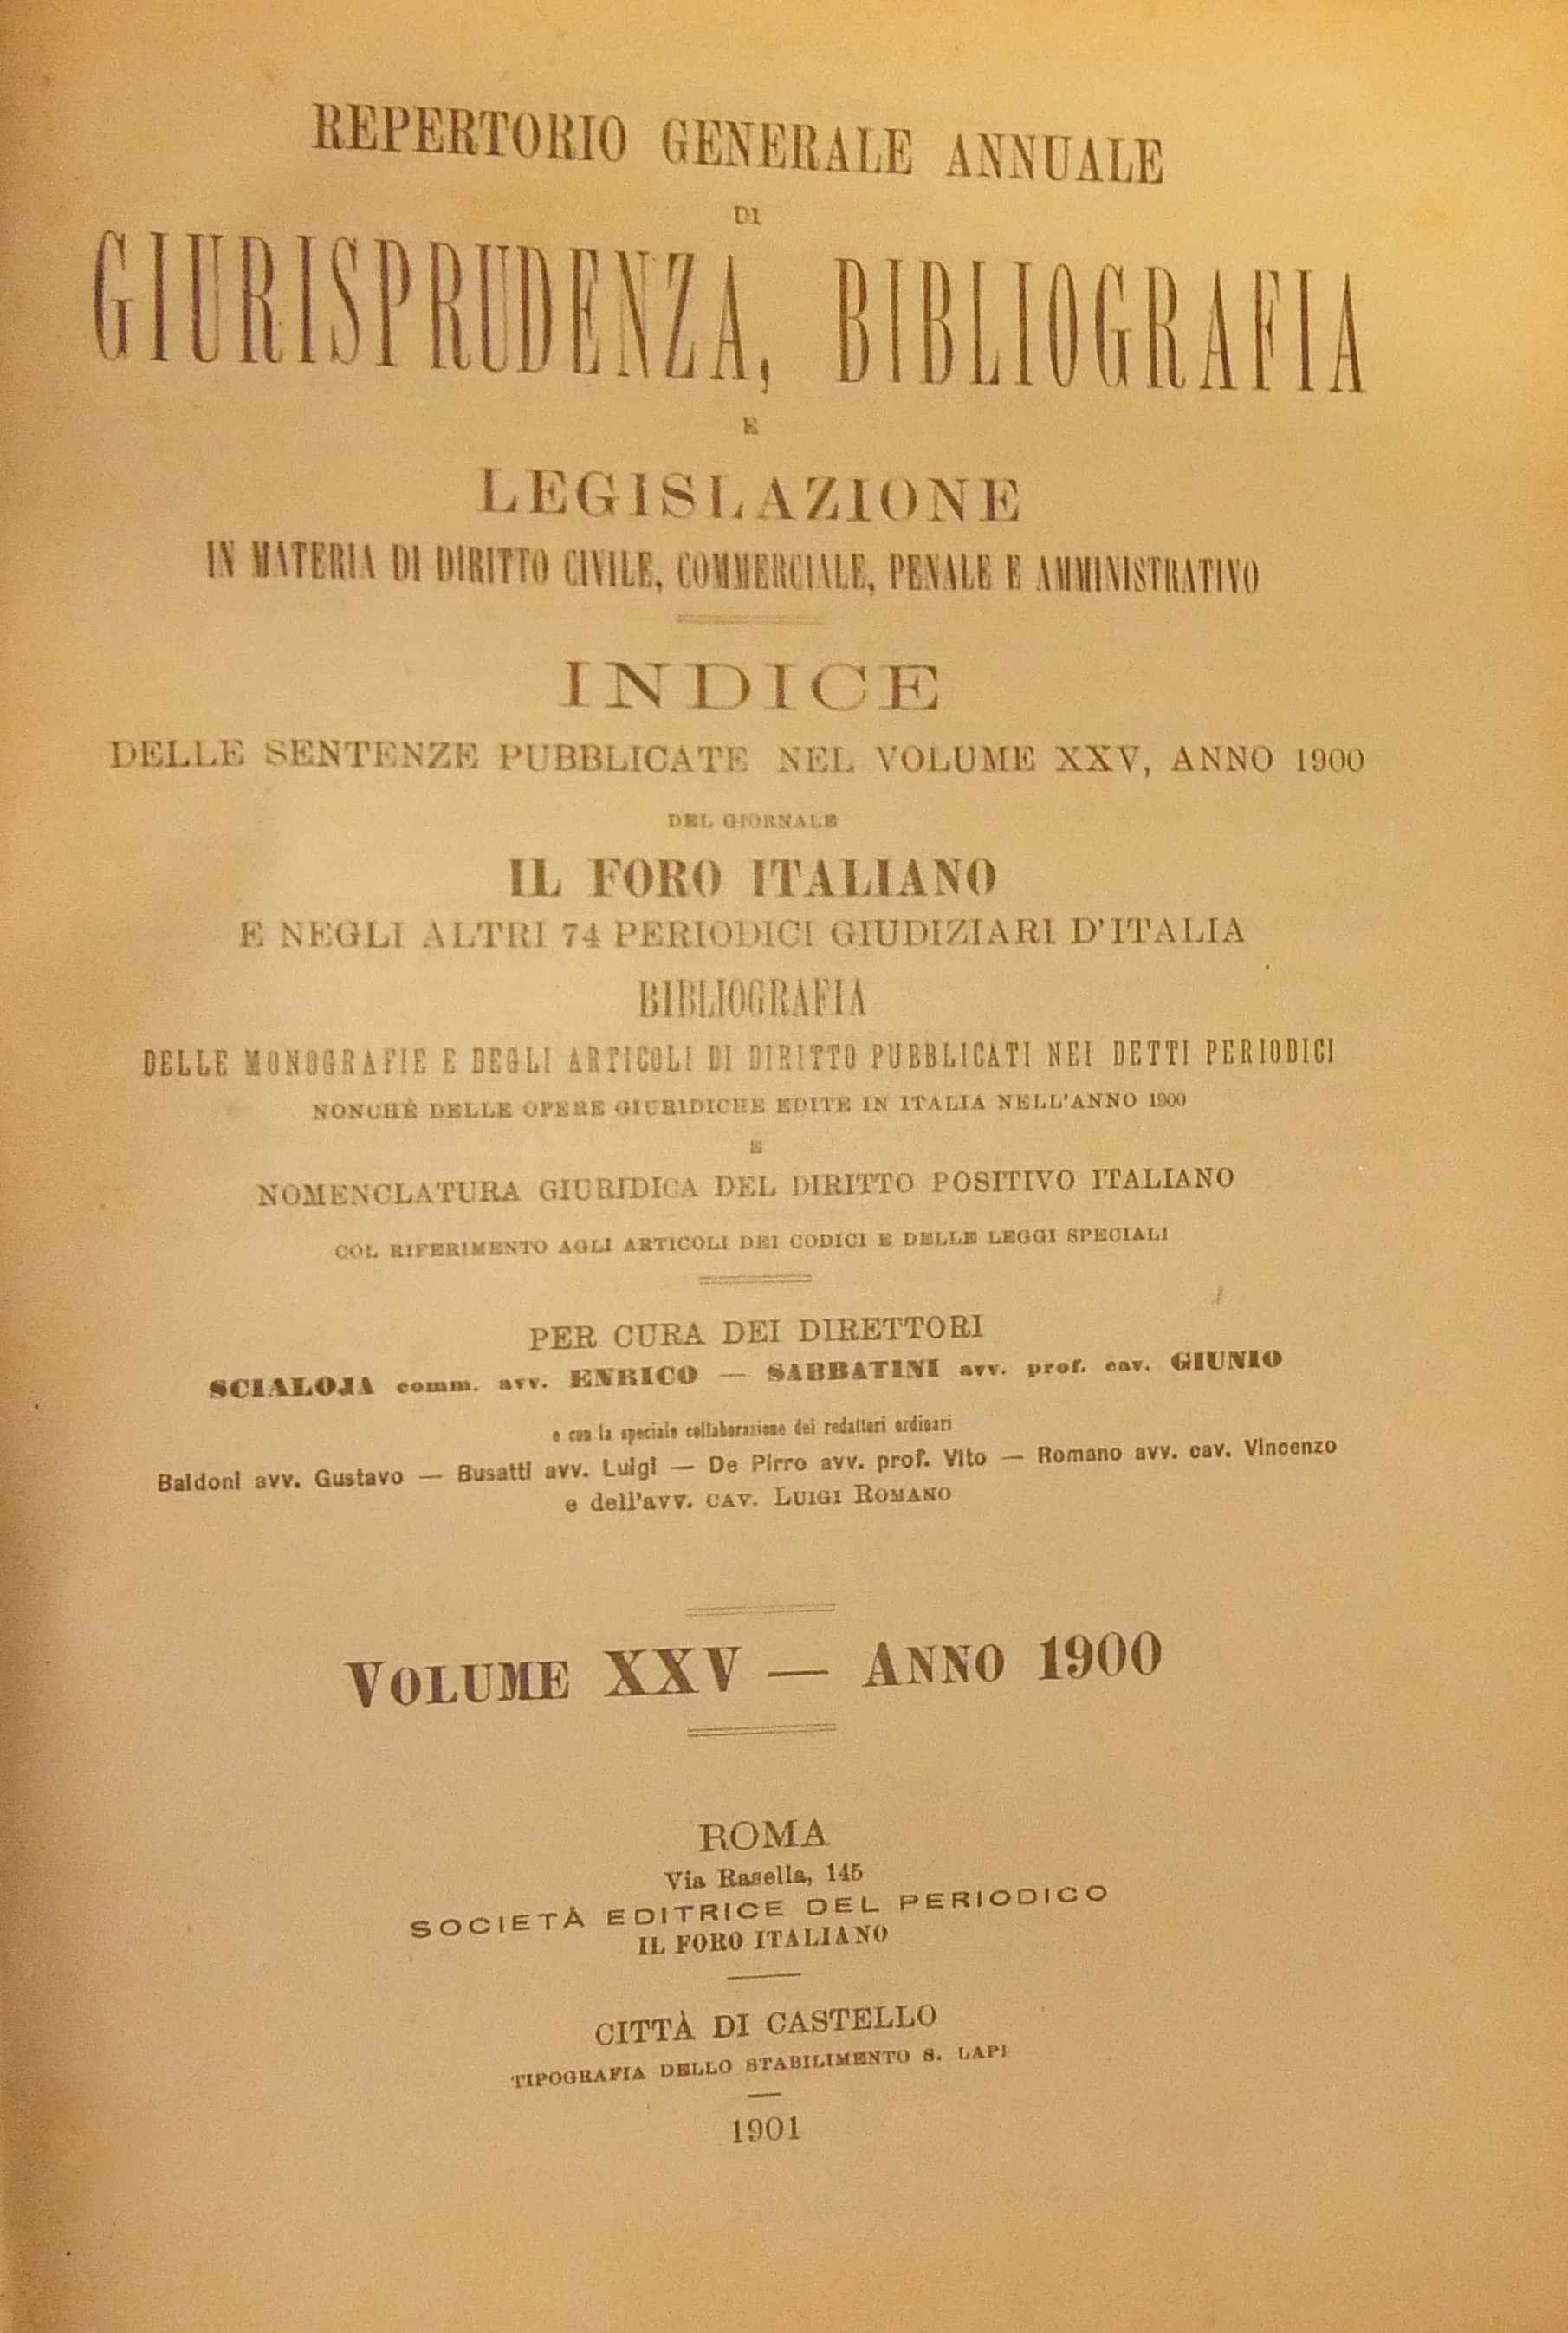 REPERTORIO GENERALE ANNUALE
DI
GIURISPRUDENZA, BIBLIOGRAFIA
E
LEGISLAZIONE
IN MATERIA DI DIRITTO CIVILE, COMMERCIALE, PENALE E AMMINISTRATIVO
INDICE
DELLE SENTENZE PUBBLICATE NEL VOLUME XXV, ANNO 1900
DEL GIORNALE
IL FORO ITALIANO
E NEGLI ALTRI 74 PERIODICI GIUDIZIARI D'ITALIA
BIBLIOGRAFIA
DELLE MONOGRAFIE E DEGLI ARTICOLI DI DIRITTO PUBBLICATI NEI DETTI PERIODICI
NONCHÈ DELLE OPERE GIURIDICHE EDITE IN ITALIA NELL'ANNO 1900
E
NOMENCLATURA GIURIDICA DEL DIRITTO POSITIVO ITALIANO
COL RIFERIMENTO AGLI ARTICOLI DEI CODICI E DELLE LEGGI SPECIALI
PER CURA DEI DIRETTORI
SCIALOJA comm. avv. ENRICO — SABBATINI avv. prof. cav. GIUNIO
e con la speciale collaborazione dei redattori ordinari
Baldoni avv. Gustavo — Busatti avv. Luigi — De Pirro avv. prof. Vito — Romano avv. cav. Vincenzo
e dell'avv. CAV. LUIGI ROMANO
VOLUME XXV — ANNO 1900
ROMA
Via Rasella, 145
SOCIETÀ EDITRICE DEL PERIODICO
IL FORO ITALIANO
CITTÀ DI CASTELLO
TIPOGRAFIA DELLO STABILIMENTO S. LAPI
1901